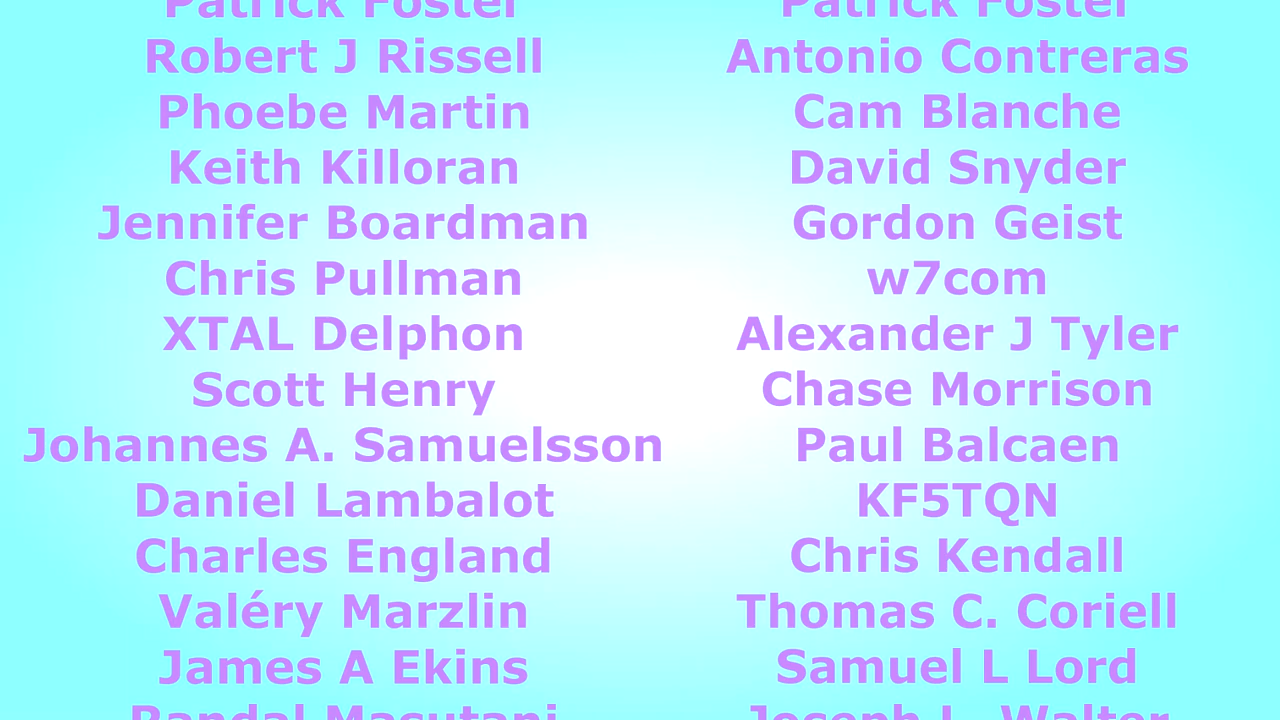 Patrick Foster
Robert J Rissell
Phoebe Martin
Keith Killoran
Jennifer Boardman
Chris Pullman
XTAL Delphon
Scott Henry
Johannes A. Samuelsson
Daniel Lambalot
Charles England
Valéry Marzlin
James A Ekins
Randal Masutani
Patrick Foster
Antonio Contreras
Cam Blanche
David Snyder
Gordon Geist
w7com
Alexander J Tyler
Chase Morrison
Paul Balcaen
KF5TQN
Chris Kendall
Thomas C. Coriell
Samuel L Lord
Joseph L. Walter